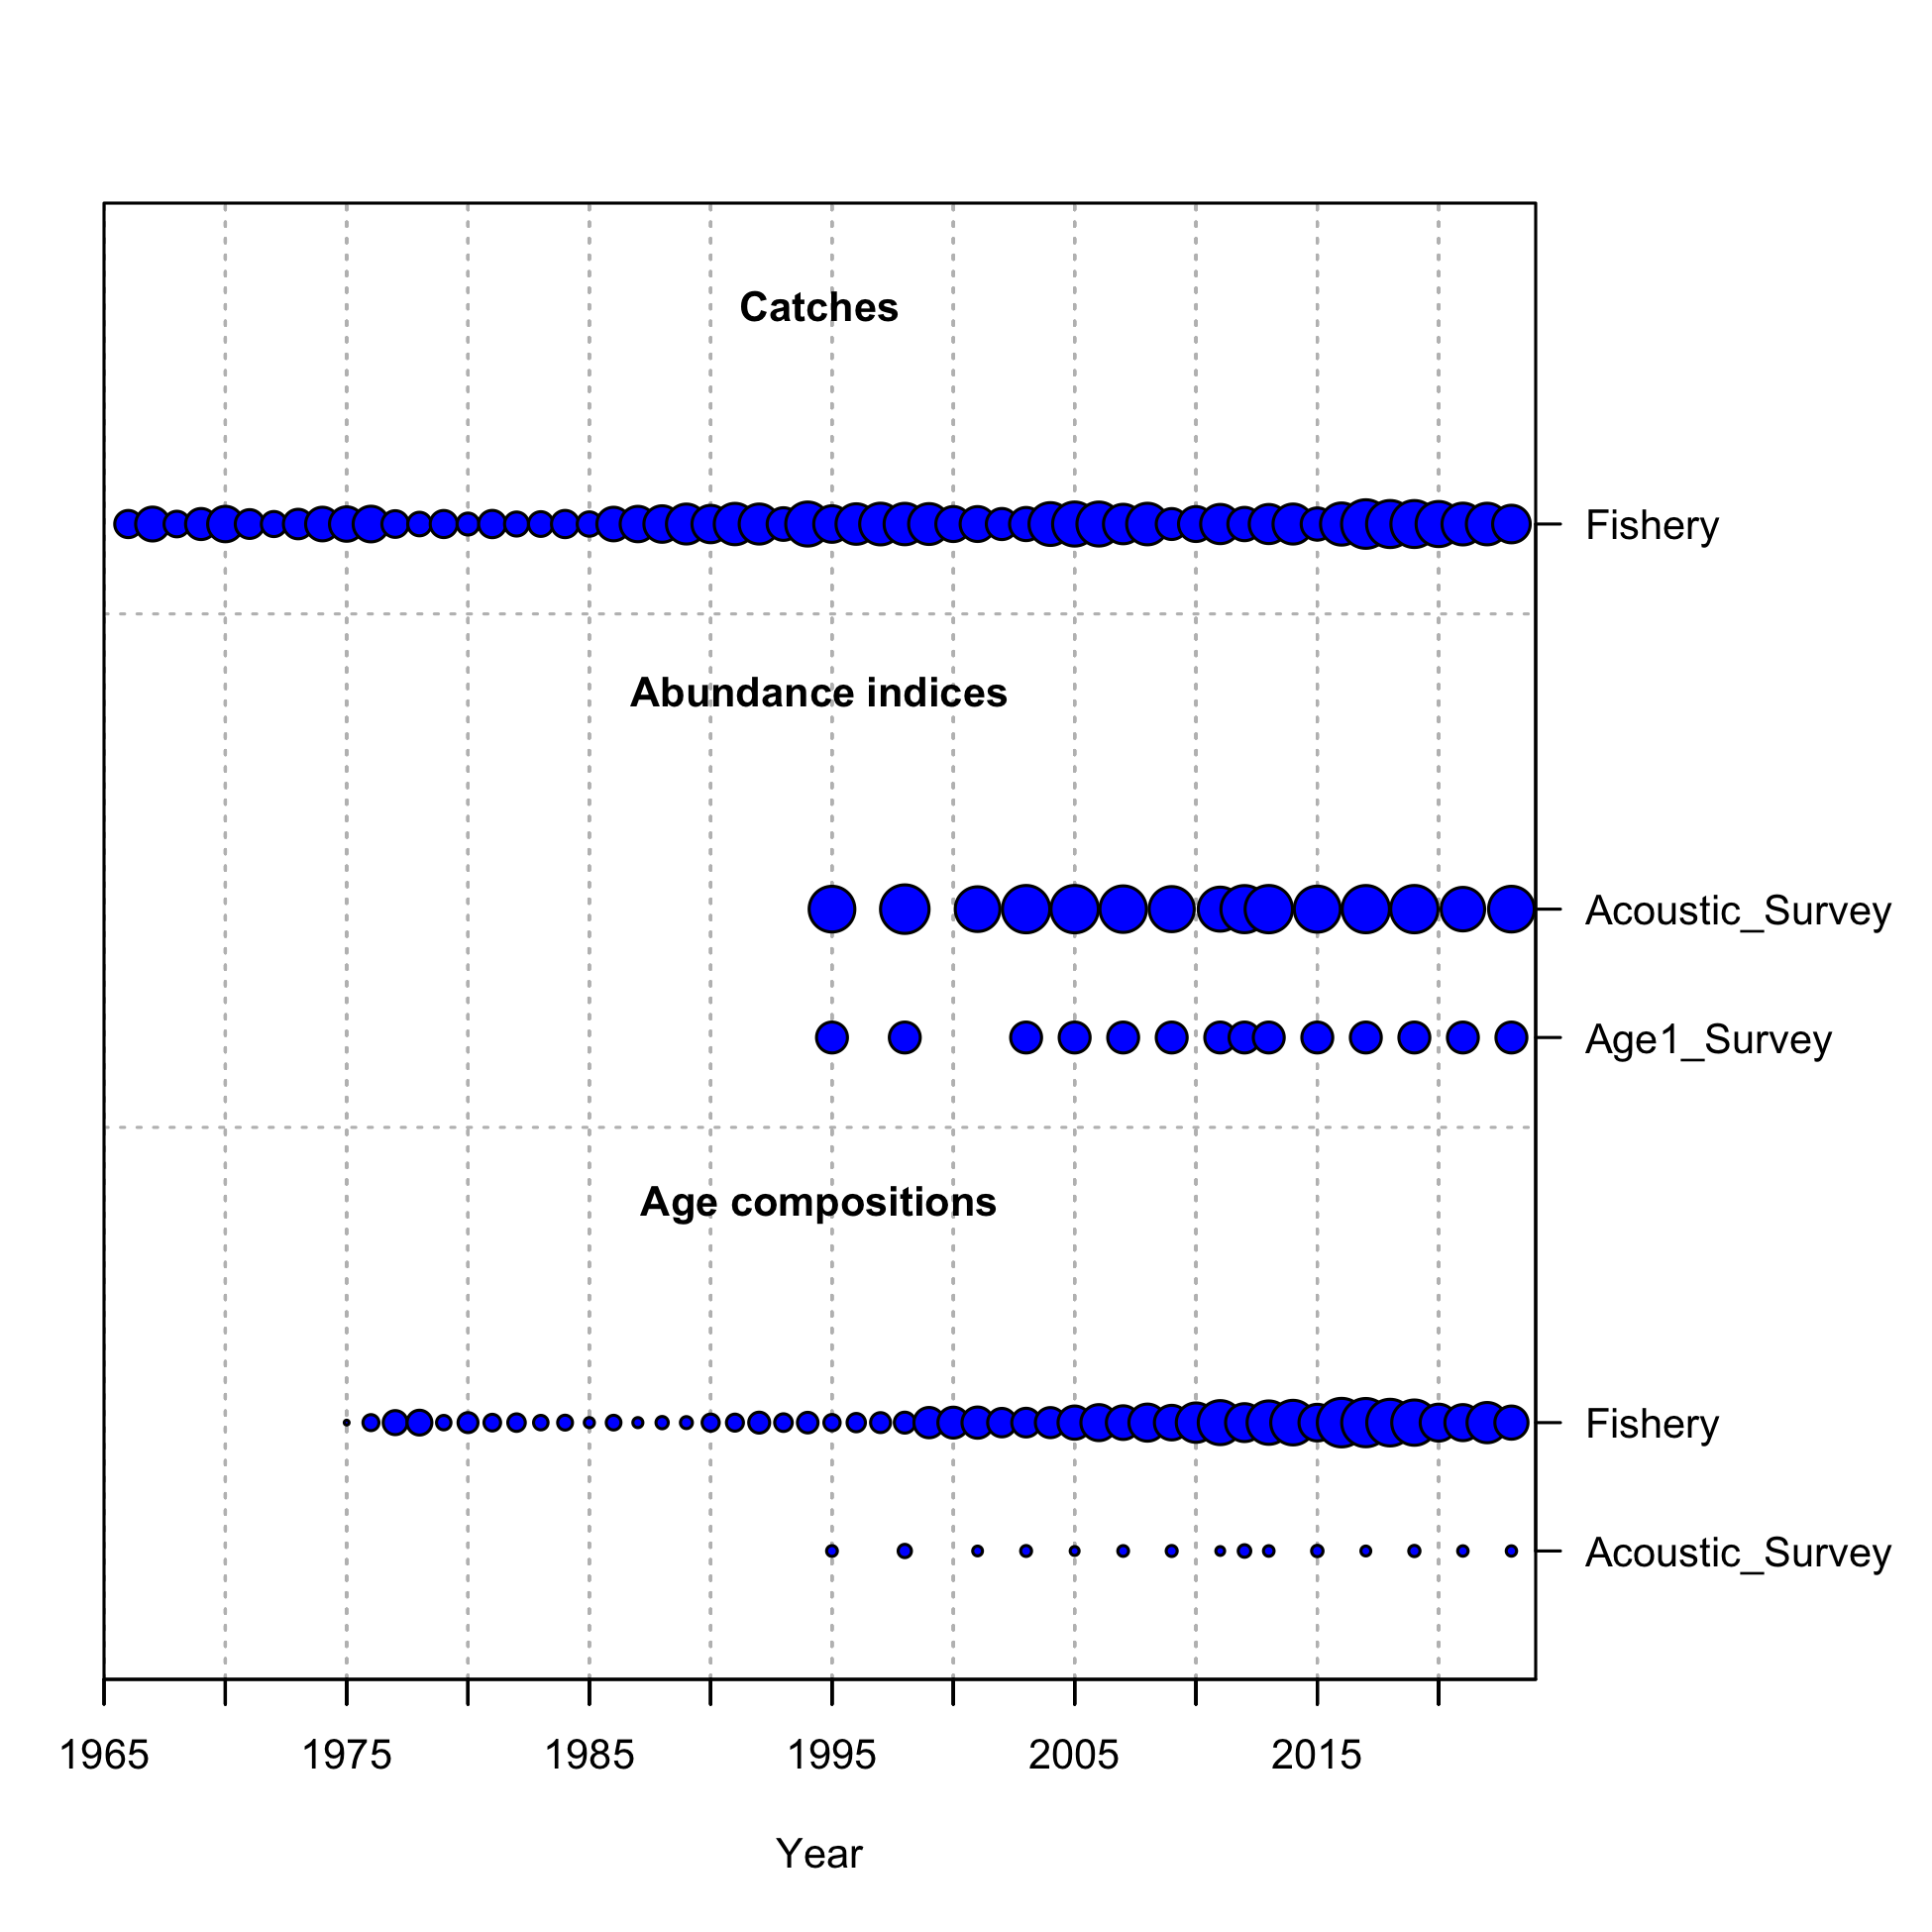 Catches
Fishery
Abundance indices
Acoustic_Survey
Age1_Survey
Age compositions
Fishery
Acoustic_Survey
1965 1975 1985 1995 2005 2015
Year